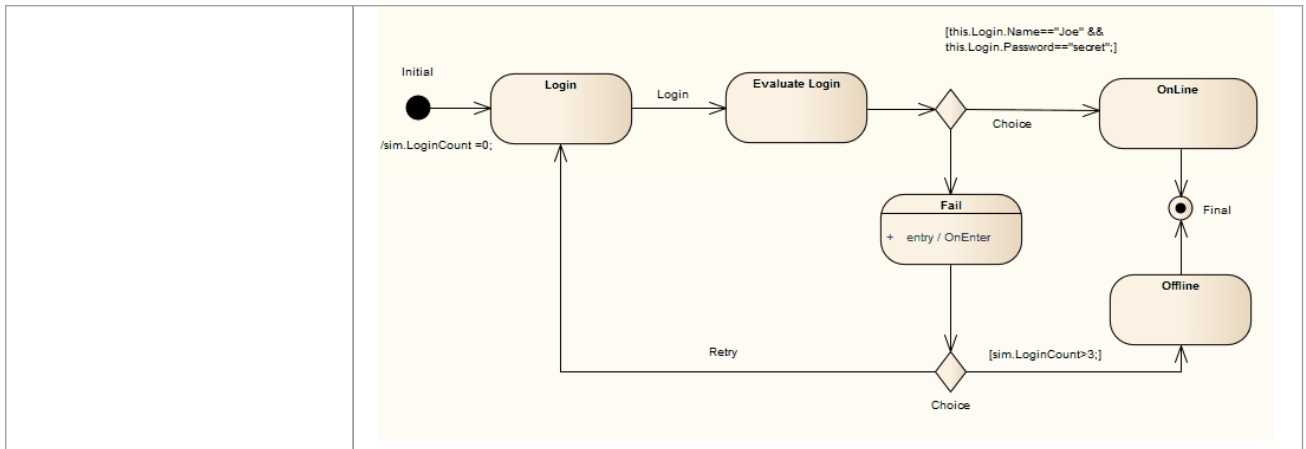 [this.Login.Name=="Joe" &&
this.Login.Password=="secret";]
Initial
Login
Login
Evaluate Login
OnLine
Choice
/sim.LoginCount =0;
Fail
+ entry / OnEnter
Final
Offline
Retry
[sim.LoginCount>3;]
Choice